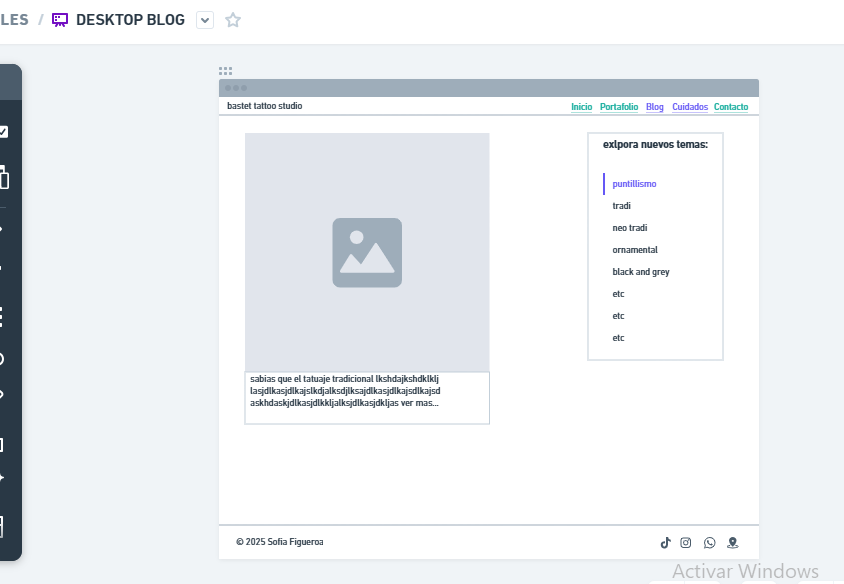 LES / DESKTOP BLOG
bastet tattoo studio
Inicio Portafolio Blog Cuidados Contacto
exlpora nuevos temas:
puntillismo
tradi
neo tradi
ornamental
black and grey
etc
etc
etc
sabias que el tatuaje tradicional lkshdajkshdklklj
lasjdlkasjdlkajslkdjalksdjlksajdlkasjdlkajsdlkajsd
askhdaskjdlkasjdlkkljalksjdlkasjdkljas ver mas...
© 2025 Sofia Figueroa
Activar Windows